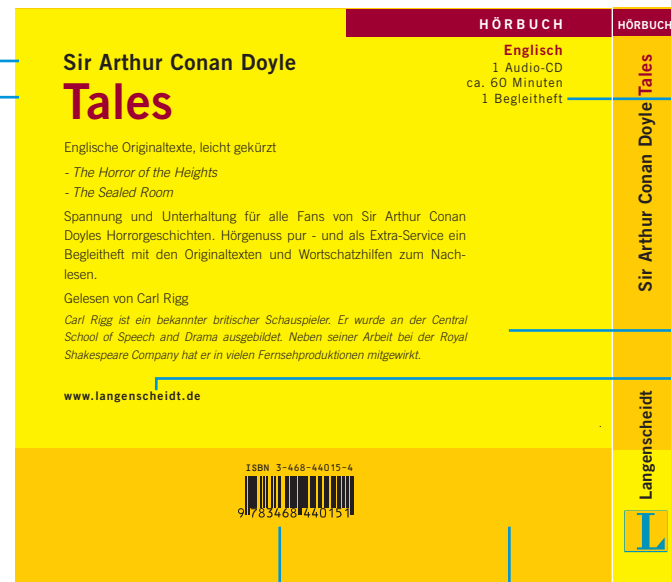 HÖRBUCH
Englisch
1 Audio-CD
ca. 60 Minuten
1 Begleitheft
Sir Arthur Conan Doyle
Tales
Englische Originaltexte, leicht gekürzt
- The Horror of the Heights
- The Sealed Room
Spannung und Unterhaltung für alle Fans von Sir Arthur Conan
Doyles Horrorgeschichten. Hörgenuss pur - und als Extra-Service ein
Begleitheft mit den Originaltexten und Wortschatzhilfen zum Nach-
lesen.
Gelesen von Carl Rigg
Carl Rigg ist ein bekannter britischer Schauspieler. Er wurde an der Central
School of Speech and Drama ausgebildet. Neben seiner Arbeit bei der Royal
Shakespeare Company hat er in vielen Fernsehproduktionen mitgewirkt.
www.langenscheidt.de
ISBN 3-468-44015-4
9 783468 440151
HÖRBUCH
Sir Arthur Conan Doyle Tales
Langenscheidt
L